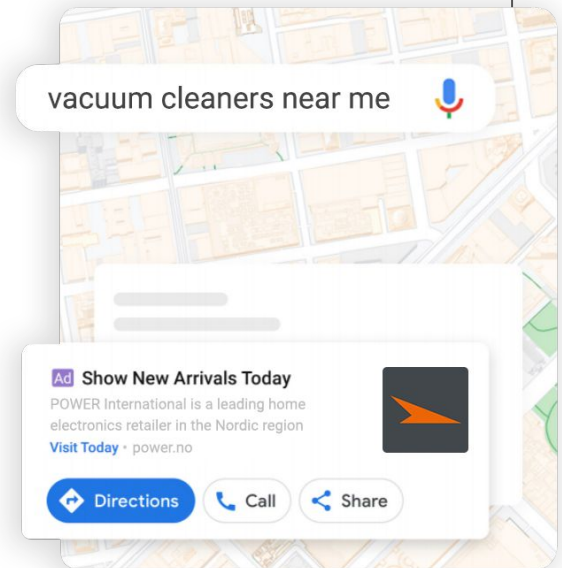 vacuum cleaners near me
Ad Show New Arrivals Today
POWER International is a leading home
electronics retailer in the Nordic region
Visit Today · power.no
Directions Call Share